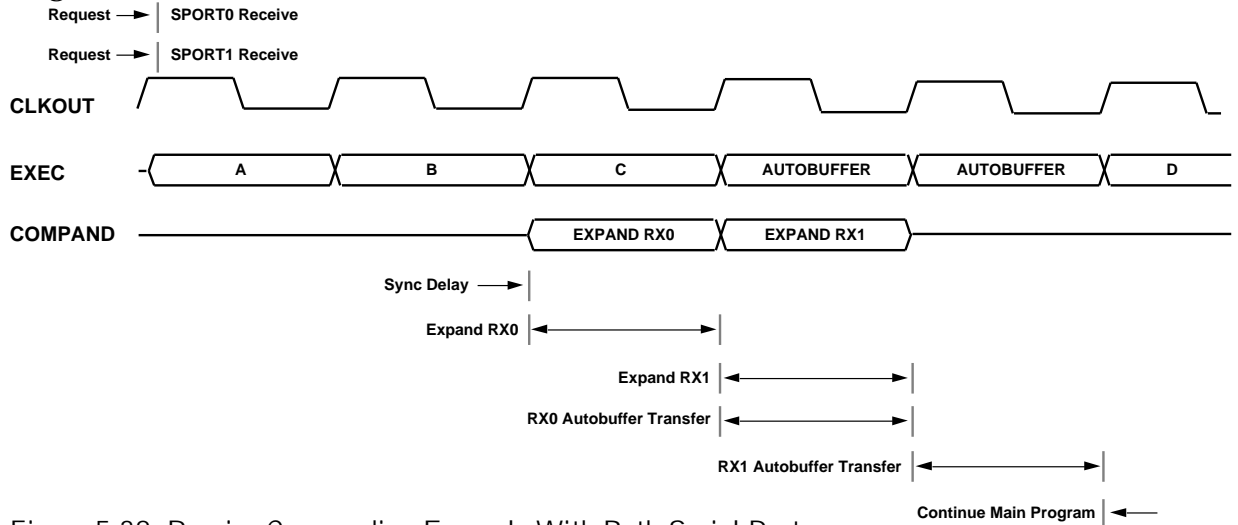 Request SPORT0 Receive
Request SPORT1 Receive
CLKOUT
EXEC A B C AUTOBUFFER AUTOBUFFER D
COMPAND EXPAND RX0 EXPAND RX1
Sync Delay
Expand RX0
Expand RX1
RX0 Autobuffer Transfer
RX1 Autobuffer Transfer
Continue Main Program